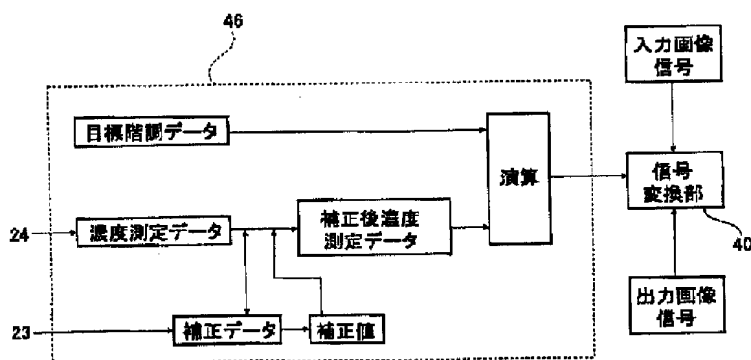 46
入力画像
信号
目標階調データ
演算
信号
変換部
40
24
濃度測定データ
補正後濃度
測定データ
23
補正データ
補正値
出力画像
信号